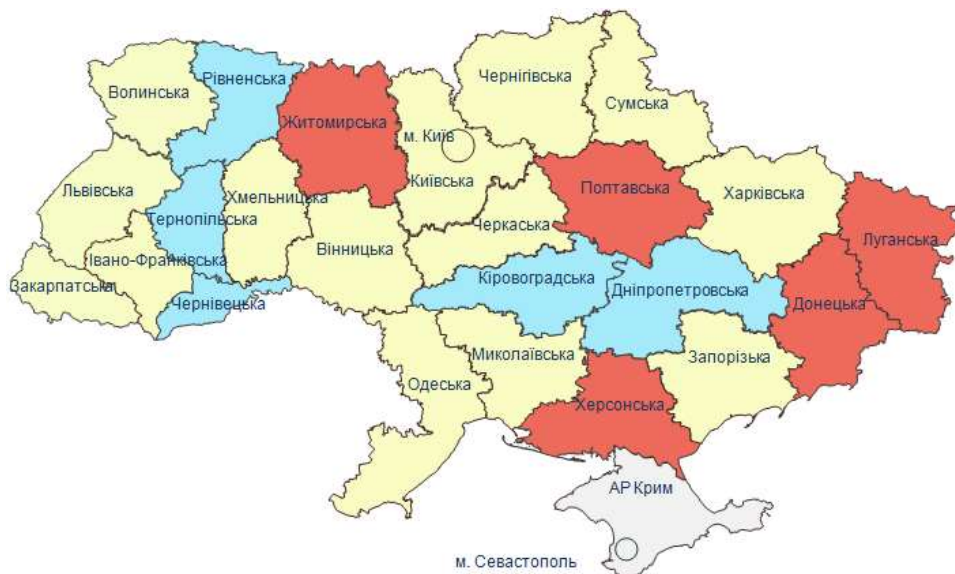 Чернігівська
Рівненська
Волинська
Сумська
Житомирська
м. Київ
Київська
Полтавська
Харківська
Львівська
Хмельницька
Тернопільська
Черкаська
Луганська
Вінницька
Івано-Франківська
Кіровоградська
Закарпатська
Дніпропетровська
Чернівецька
Донецька
Миколаївська
Запорізька
Одеська
Херсонська
АР Крим
м. Севастополь